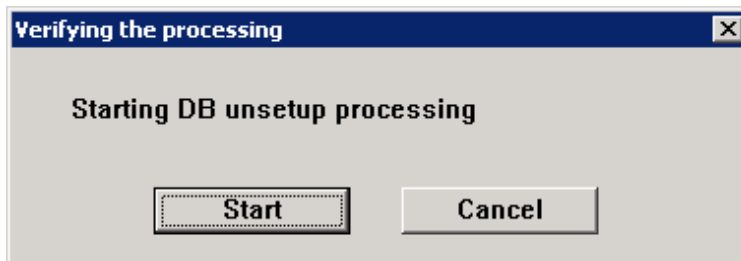 Verifying the processing
Starting DB unsetup processing
Start Cancel